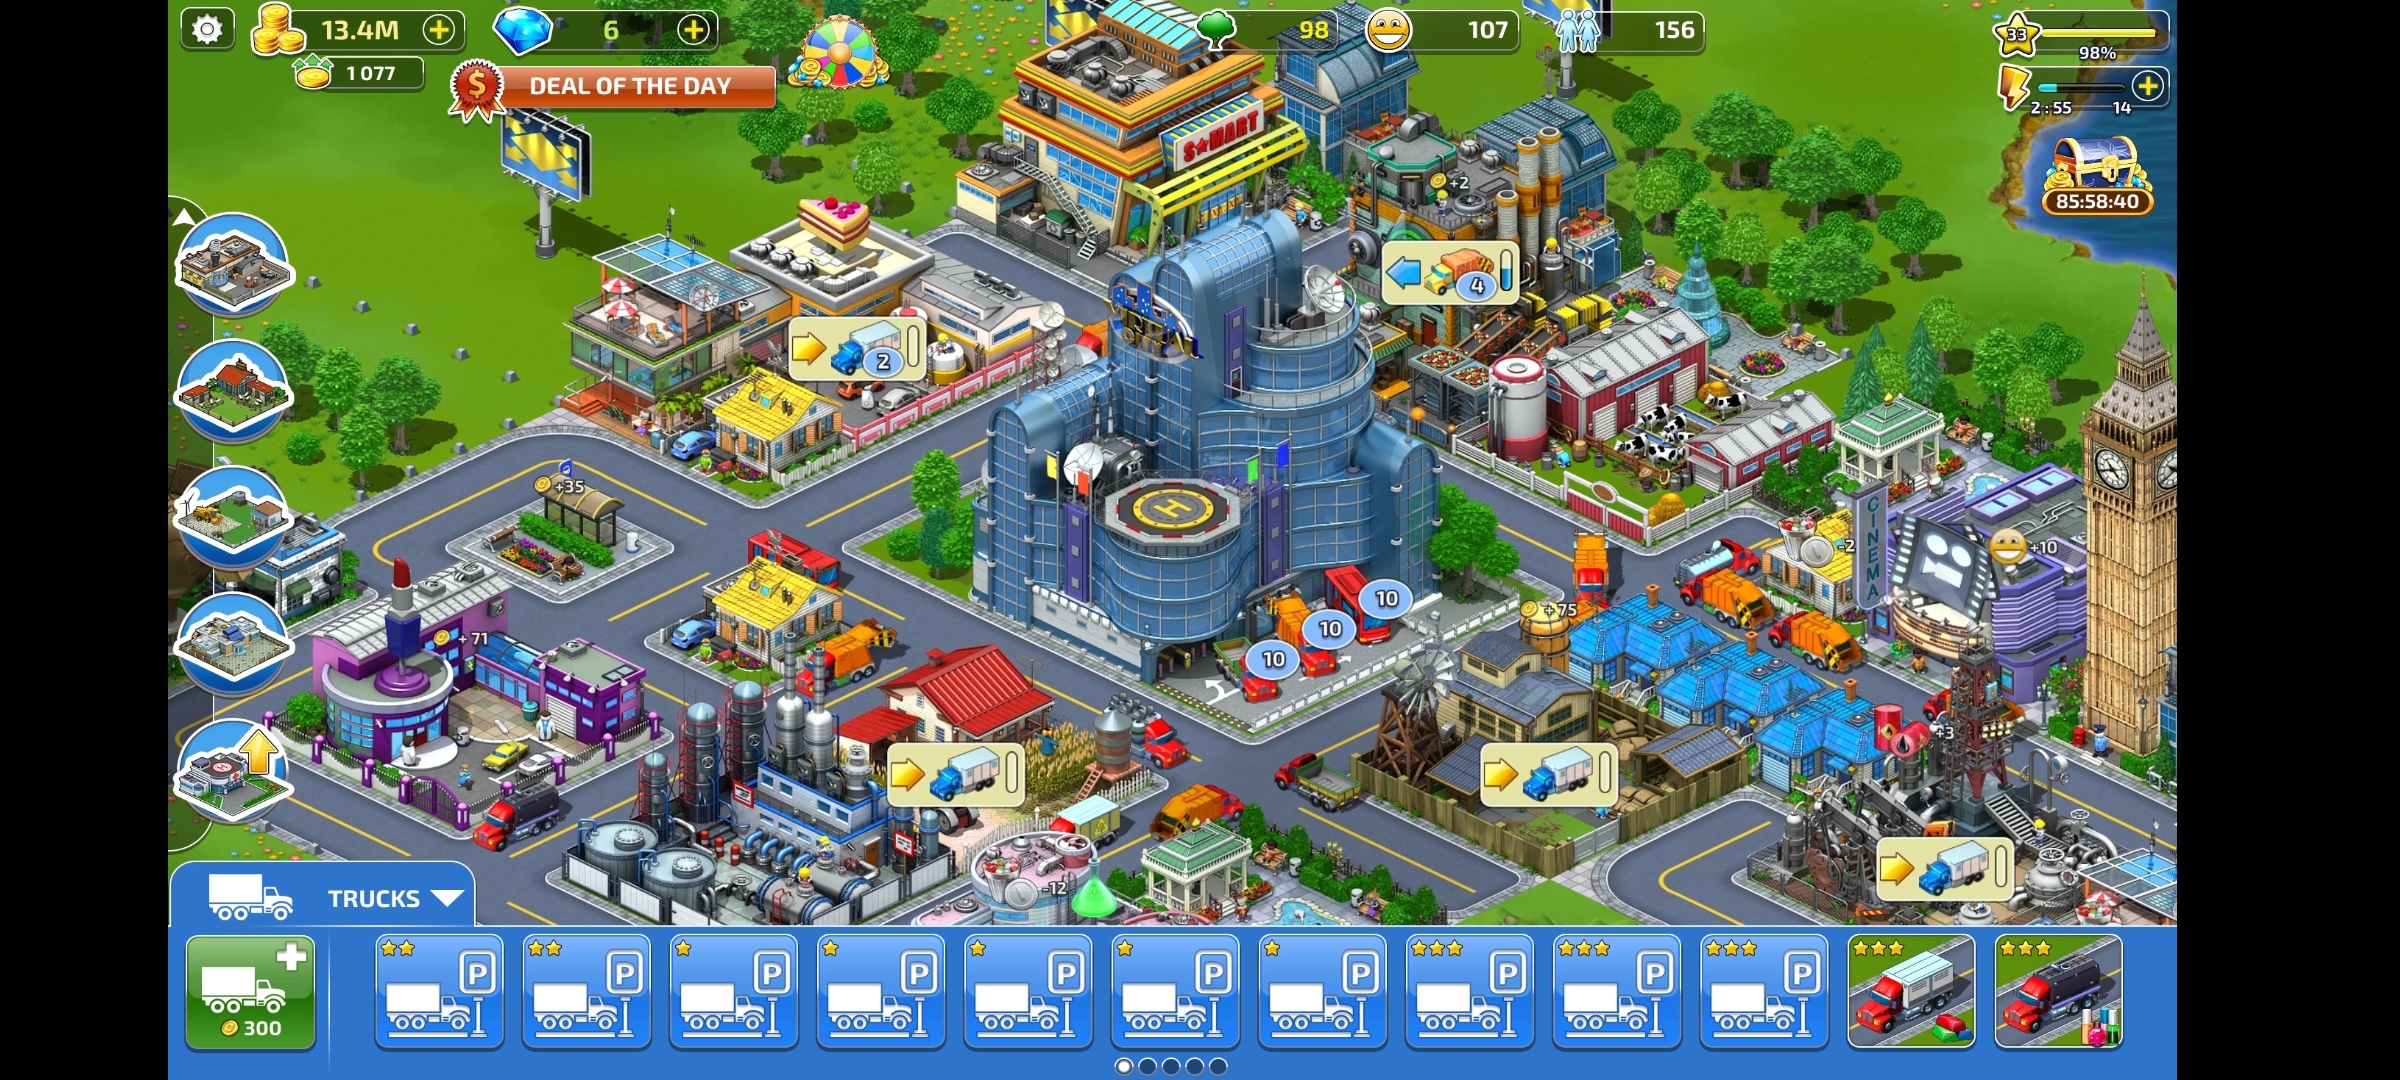 13.4M
6
98
107
156
33
98%
1 077
DEAL OF THE DAY
2:55
14
85:58:40
S★MART
+2
4
2
+35
CINEMA
-2
+10
10
10
10
+75
+71
+3
H
-12
TRUCKS
300
P
P
P
P
P
P
P
P
P
P